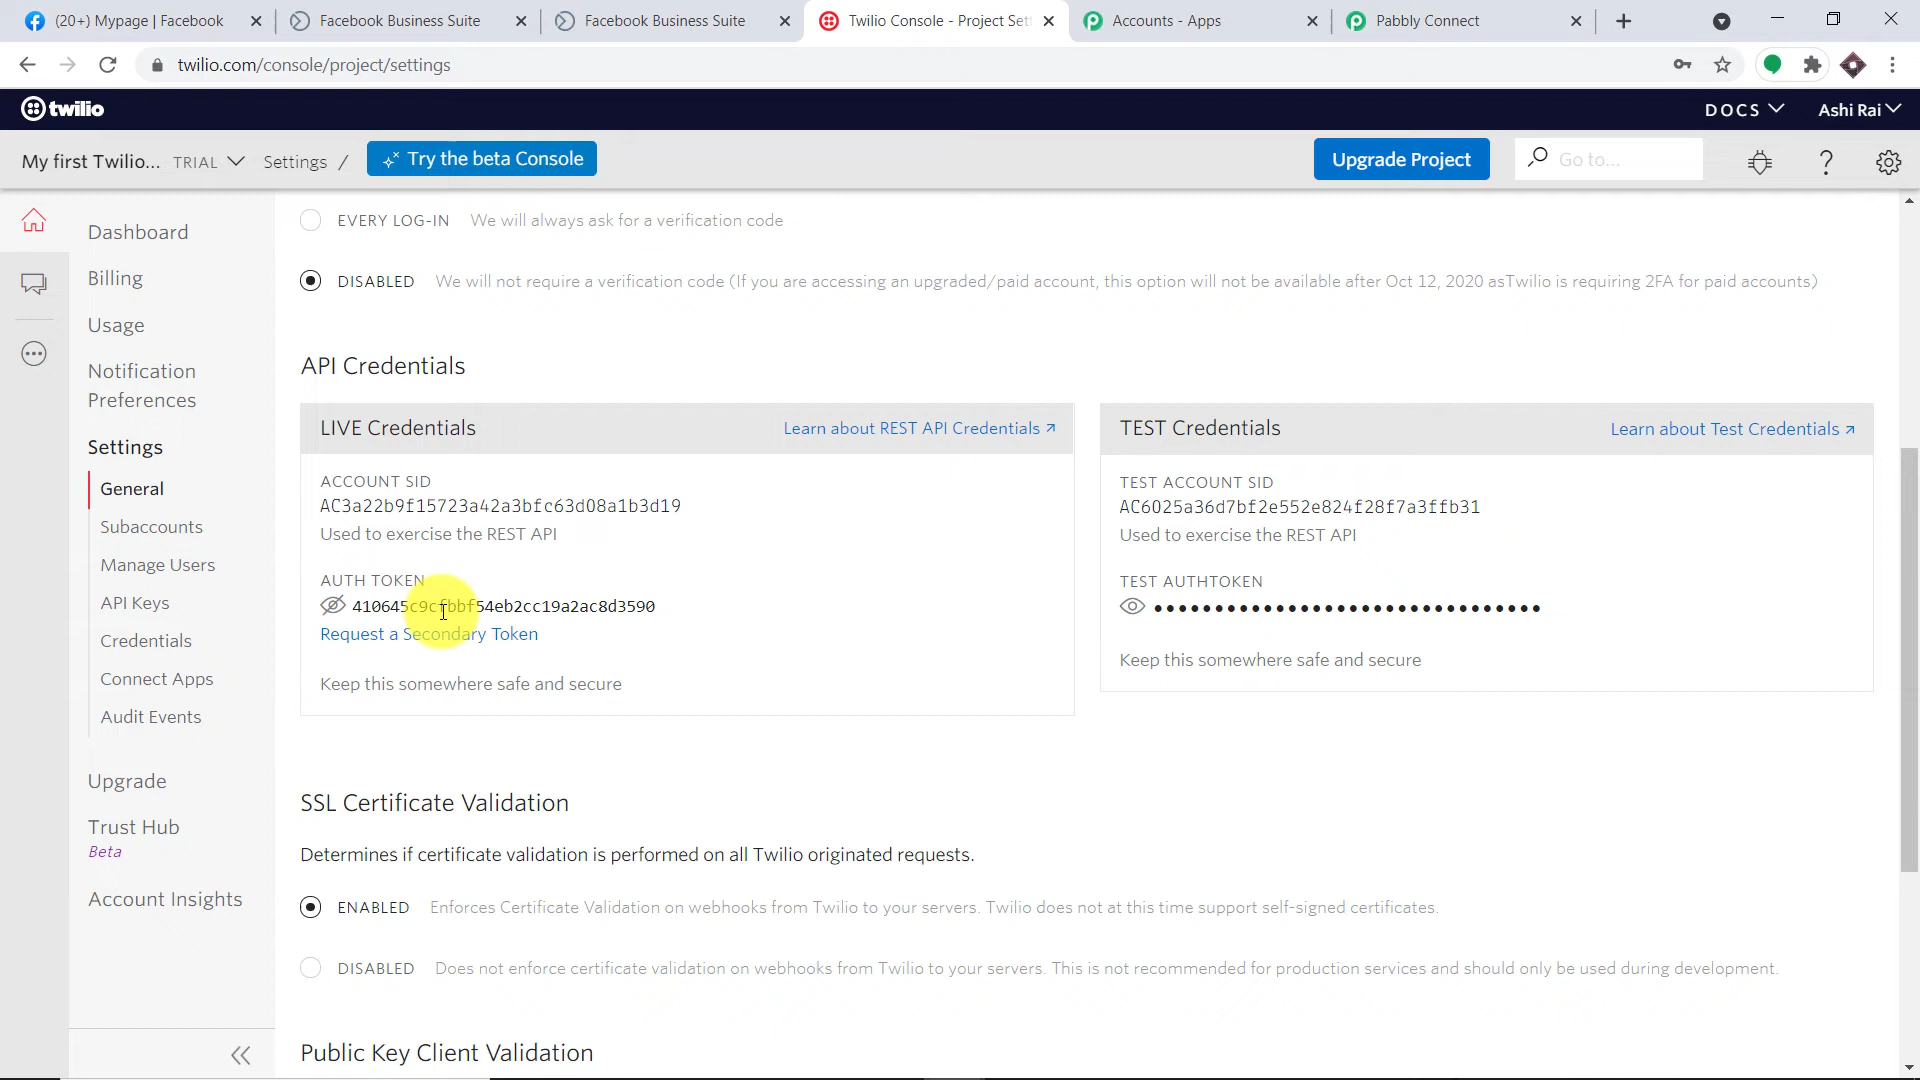 (20+) Mypage | Facebook
Facebook Business Suite
Facebook Business Suite
Twilio Console - Project Set
Accounts - Apps
Pabbly Connect
twilio.com/console/project/settings
twilio
DOCS
Ashi Rai
My first Twilio... TRIAL
Settings /
Try the beta Console
Upgrade Project
Go to...
Dashboard
Billing
Usage
Notification
Preferences
Settings
General
Subaccounts
Manage Users
API Keys
Credentials
Connect Apps
Audit Events
Upgrade
Trust Hub
Beta
Account Insights
EVERY LOG-IN We will always ask for a verification code
DISABLED We will not require a verification code (If you are accessing an upgraded/paid account, this option will not be available after Oct 12, 2020 asTwilio is requiring 2FA for paid accounts)
API Credentials
LIVE Credentials
Learn about REST API Credentials
ACCOUNT SID
AC3a22b9f15723a42a3bfc63d08a1b3d19
Used to exercise the REST API
AUTH TOKEN
410645c9cfbbf54eb2cc19a2ac8d3590
Request a Secondary Token
Keep this somewhere safe and secure
TEST Credentials
Learn about Test Credentials
TEST ACCOUNT SID
AC6025a36d7bf2e552e824f28f7a3ffb31
Used to exercise the REST API
TEST AUTHTOKEN
••••••••••••••••••••••••••••••••
Keep this somewhere safe and secure
SSL Certificate Validation
Determines if certificate validation is performed on all Twilio originated requests.
ENABLED Enforces Certificate Validation on webhooks from Twilio to your servers. Twilio does not at this time support self-signed certificates.
DISABLED Does not enforce certificate validation on webhooks from Twilio to your servers. This is not recommended for production services and should only be used during development.
Public Key Client Validation